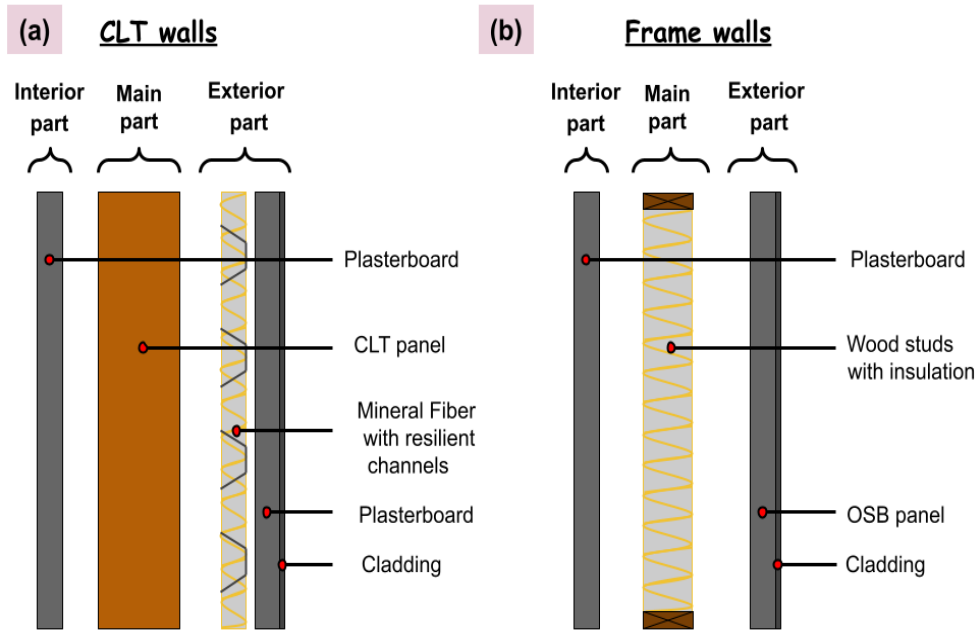 (a)
CLT walls
Interior
part
Main
part
Exterior
part
Plasterboard
CLT panel
Mineral Fiber
with resilient
channels
Plasterboard
Cladding
(b)
Frame walls
Interior
part
Main
part
Exterior
part
Plasterboard
Wood studs
with insulation
OSB panel
Cladding